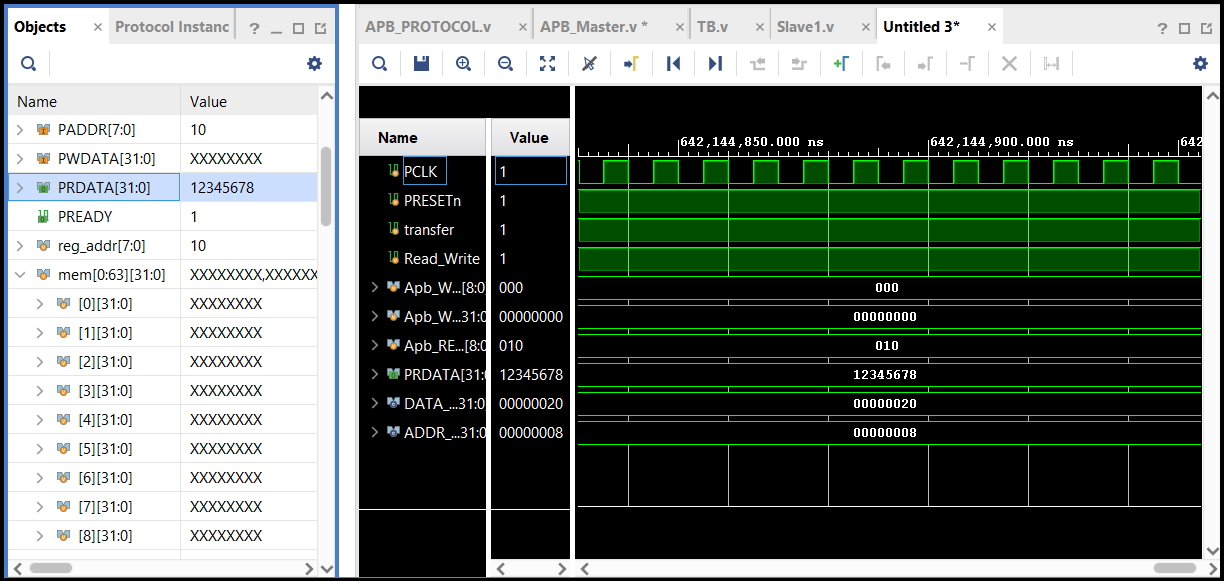 Objects × Protocol Instanc ?
Name Value
PADDR[7:0] 10
PWDATA[31:0] XXXXXXXX
PRDATA[31:0] 12345678
PREADY 1
reg_addr[7:0] 10
mem[0:63][31:0] XXXXXXXX,XXXXXX
[0][31:0] XXXXXXXX
[1][31:0] XXXXXXXX
[2][31:0] XXXXXXXX
[3][31:0] XXXXXXXX
[4][31:0] XXXXXXXX
[5][31:0] XXXXXXXX
[6][31:0] XXXXXXXX
[7][31:0] XXXXXXXX
[8][31:0] XXXXXXXX
APB_PROTOCOL.v × APB_Master.v * × TB.v × Slave1.v × Untitled 3* × ?
Name Value
642,144,850.000 ns 642,144,900.000 ns 642
PCLK 1
PRESETn 1
transfer 1
Read_Write 1
Apb_W...[8:0 000 000
Apb_W...31:0 00000000 00000000
Apb_RE...[8:0 010 010
PRDATA[31:0 12345678 12345678
DATA_...31:0 00000020 00000020
ADDR_...31:0 00000008 00000008